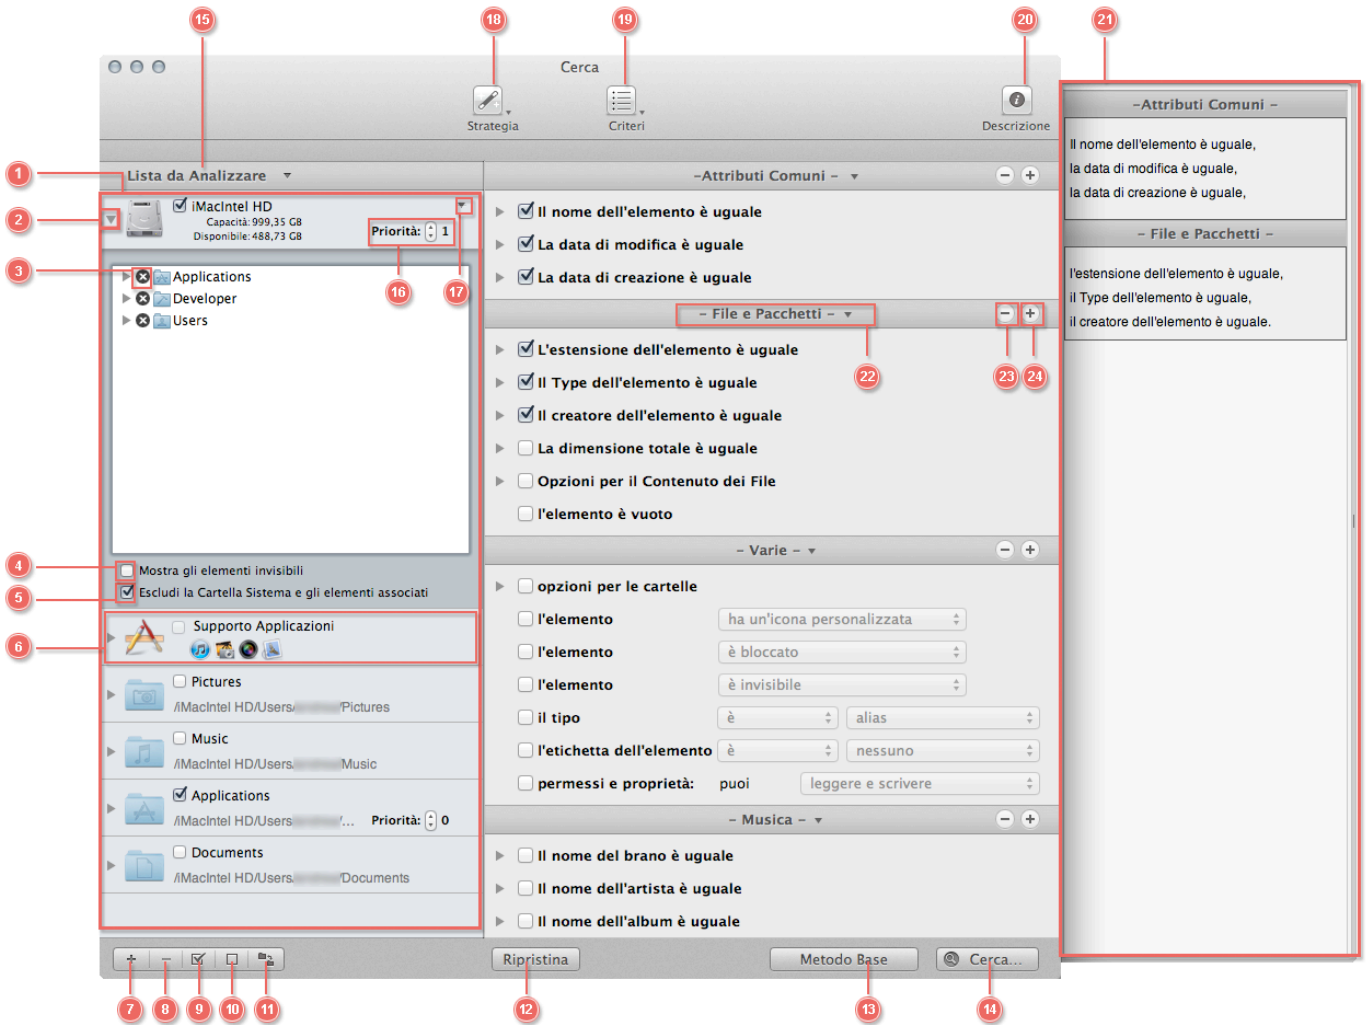 15
18
19
20
21
Cerca
Strategia
Criteri
Descrizione
1
2
3
4
5
6
Lista da Analizzare
iMacIntel HD
Capacità: 999,35 GB
Disponibile: 488,73 GB
Priorità: 1
16
17
Applications
Developer
Users
Mostra gli elementi invisibili
Escludi la Cartella Sistema e gli elementi associati
Supporto Applicazioni
Pictures
/iMacIntel HD/Users/ /Pictures
Music
/iMacIntel HD/Users/ /Music
Applications
/iMacIntel HD/Users /...
Priorità: 0
Documents
/iMacIntel HD/Users/ /Documents
-Attributi Comuni -
Il nome dell'elemento è uguale
La data di modifica è uguale
La data di creazione è uguale
- File e Pacchetti -
22
23
24
L'estensione dell'elemento è uguale
Il Type dell'elemento è uguale
Il creatore dell'elemento è uguale
La dimensione totale è uguale
Opzioni per il Contenuto dei File
l'elemento è vuoto
- Varie -
opzioni per le cartelle
l'elemento ha un'icona personalizzata
l'elemento è bloccato
l'elemento è invisibile
il tipo è alias
l'etichetta dell'elemento è nessuno
permessi e proprietà: puoi leggere e scrivere
- Musica -
Il nome del brano è uguale
Il nome dell'artista è uguale
Il nome dell'album è uguale
Ripristina
Metodo Base
Cerca...
7
8
9
10
11
12
13
14
-Attributi Comuni -
Il nome dell'elemento è uguale,
la data di modifica è uguale,
la data di creazione è uguale,
- File e Pacchetti -
l'estensione dell'elemento è uguale,
il Type dell'elemento è uguale,
il creatore dell'elemento è uguale.